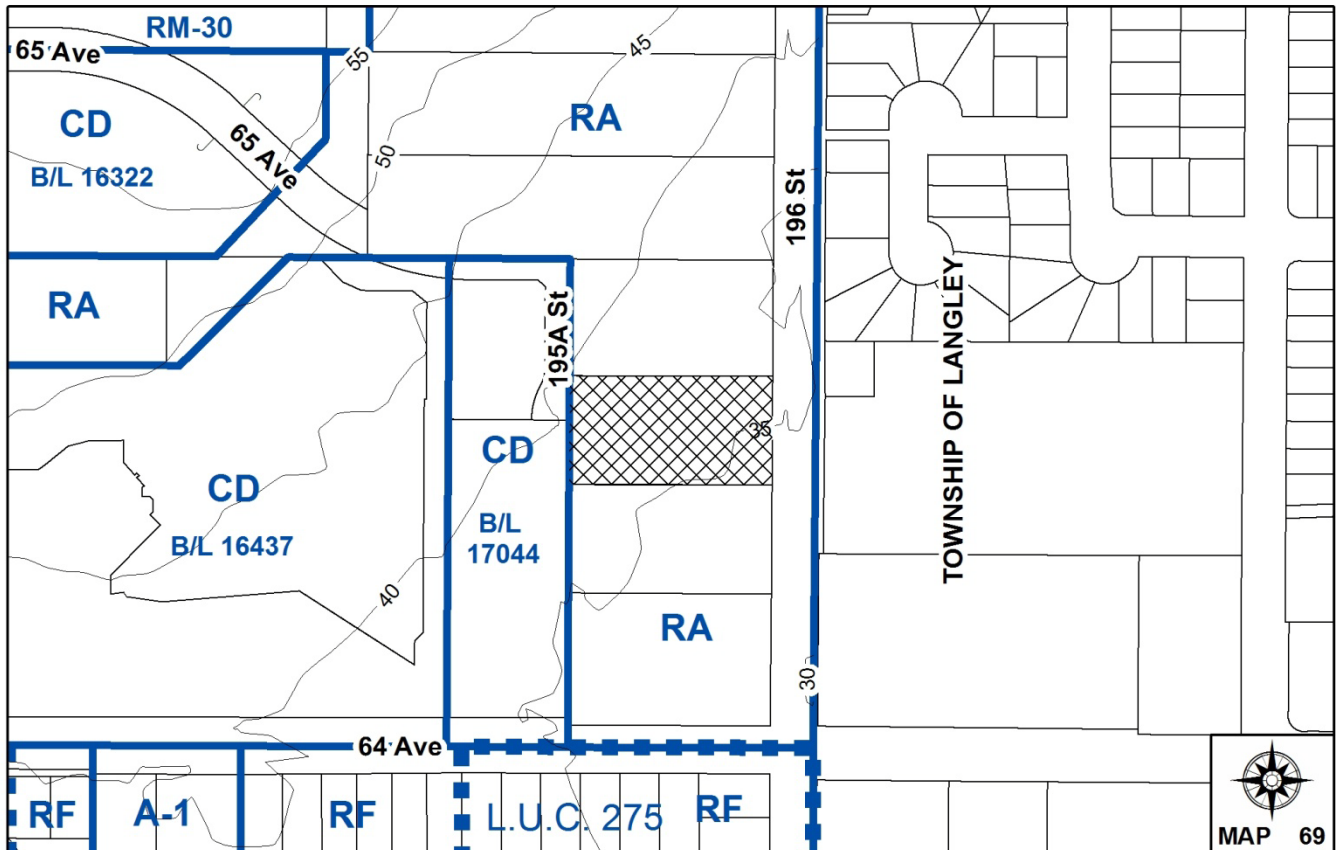 RM-30
65 Ave
55
45
CD
RA
65 Ave
50
B/L 16322
196 St
RA
195A St
TOWNSHIP OF LANGLEY
35
CD
CD
B/L 16437
B/L
17044
40
RA
30
64 Ave
RF
A-1
RF
L.U.C. 275
RF
MAP 69